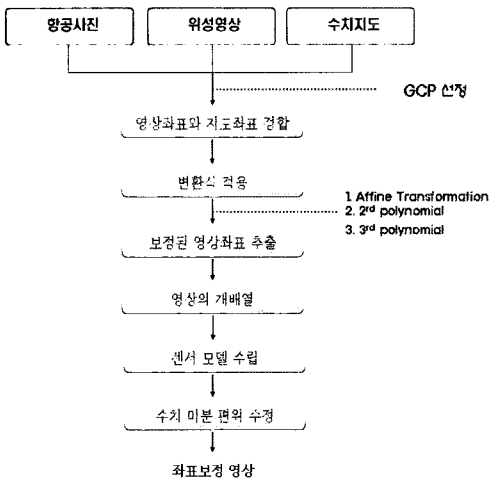 항공사진
위성영상
수치지도
GCP 선정
영상좌표와 지도좌표 결합
변환식 적용
1. Affine Transformation
2. 2rd polynomial
3. 3rd polynomial
보정된 영상좌표 추출
영상의 재배열
센서 모델 수립
수치 미분 편위 수정
좌표보정 영상